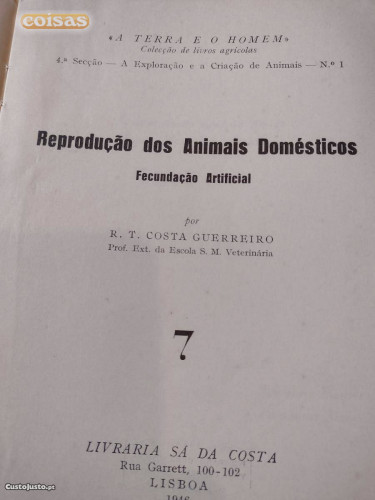 coisas
«A TERRA E O HOMEM»
Colecção de livros agrícolas
4.ª Secção — A Exploração e a Criação de Animais — N.º 1
Reprodução dos Animais Domésticos
Fecundação Artificial
por
R. T. COSTA GUERREIRO
Prof. Ext. da Escola S. M. Veterinária
7
LIVRARIA SÁ DA COSTA
Rua Garrett, 100-102
LISBOA
1946
CustoJusto.pt